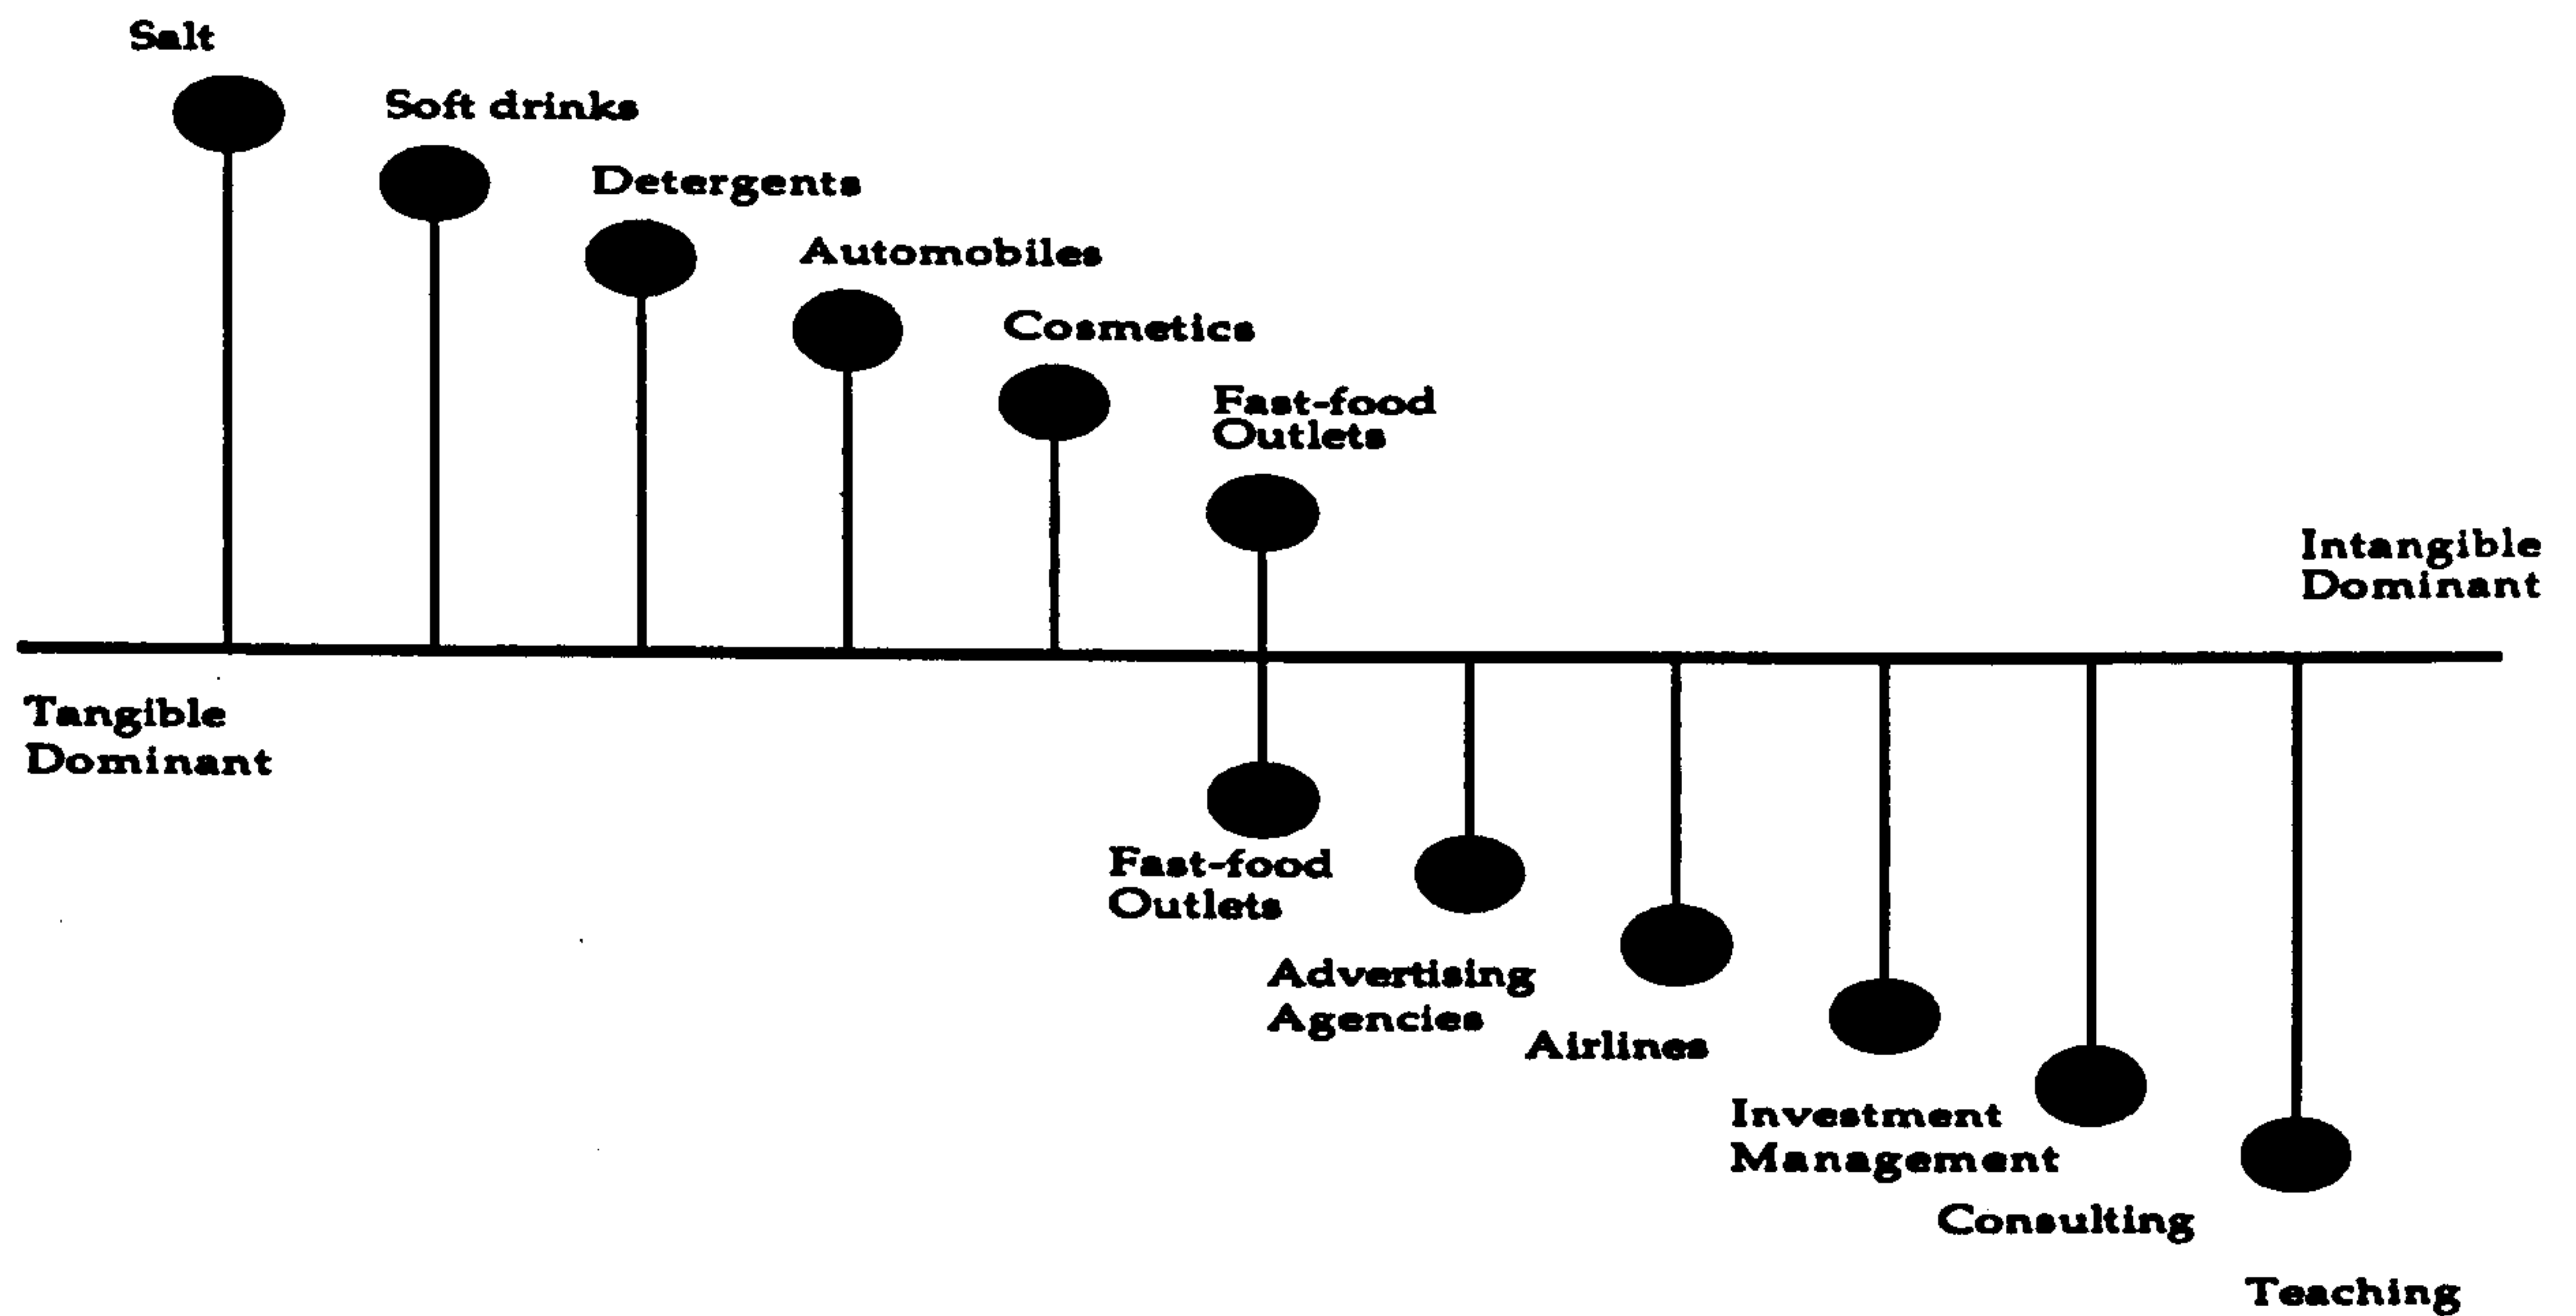 Salt
Soft drinks
Detergents
Automobiles
Cosmetics
Fast-food
Outlets
Intangible
Dominant
Tangible
Dominant
Fast-food
Outlets
Advertising
Agencies
Airlines
Investment
Management
Consulting
Teaching